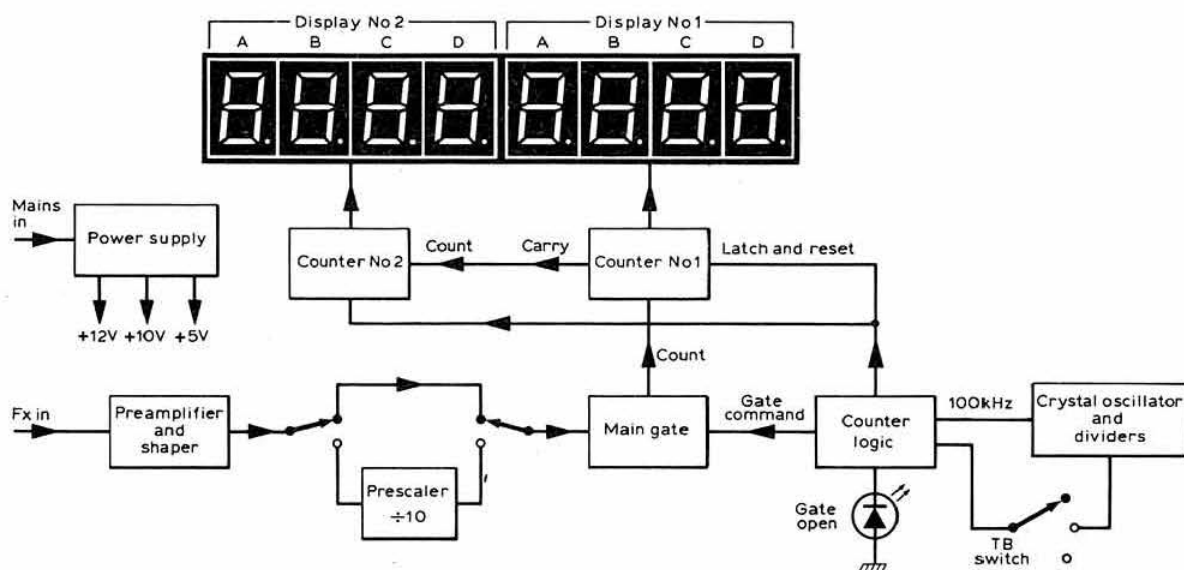 Display No 2
Display No 1
A B C D A B C D
Mains
in
Power supply
+12V +10V +5V
Counter No 2
Count
Carry
Counter No 1
Latch and reset
Count
Fx in
Preamplifier
and
shaper
Prescaler
÷10
Main gate
Gate
command
Counter
logic
100kHz
Crystal oscillator
and
dividers
Gate
open
TB
switch